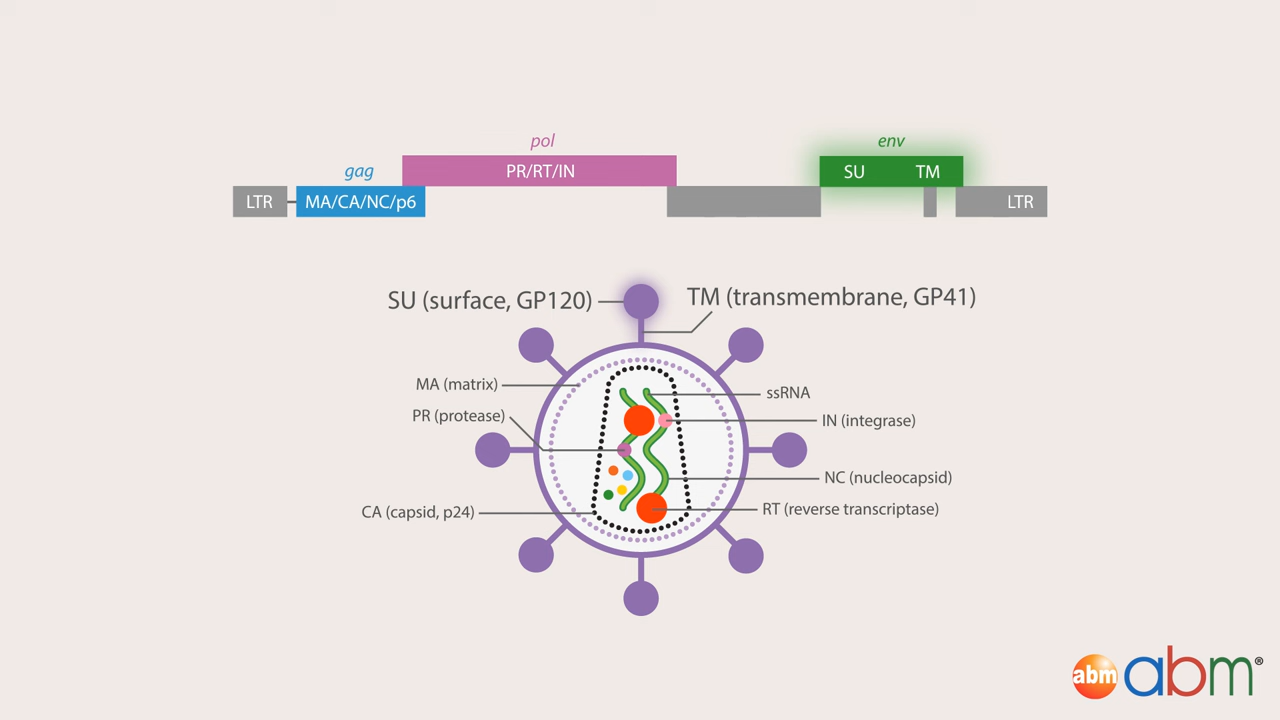 pol
env
gag
PR/RT/IN
SU TM
LTR
MA/CA/NC/p6
LTR
SU (surface, GP120)
TM (transmembrane, GP41)
MA (matrix)
ssRNA
PR (protease)
IN (integrase)
NC (nucleocapsid)
CA (capsid, p24)
RT (reverse transcriptase)
abm abm®